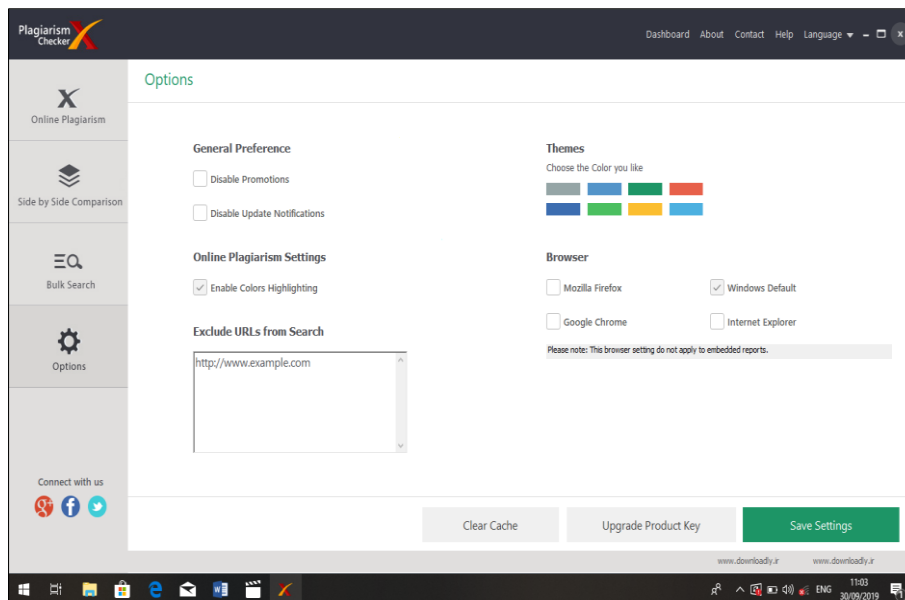 Plagiarism
Checker
Dashboard About Contact Help Language
Options
Online Plagiarism
Side by Side Comparison
Bulk Search
Options
Connect with us
General Preference
Disable Promotions
Disable Update Notifications
Online Plagiarism Settings
Enable Colors Highlighting
Exclude URLs from Search
http://www.example.com
Themes
Choose the Color you like
Browser
Mozilla Firefox
Windows Default
Google Chrome
Internet Explorer
Please note: This browser setting do not apply to embedded reports.
Clear Cache
Upgrade Product Key
Save Settings
www.downloadly.ir www.downloadly.ir
ENG
11:03
30/09/2019